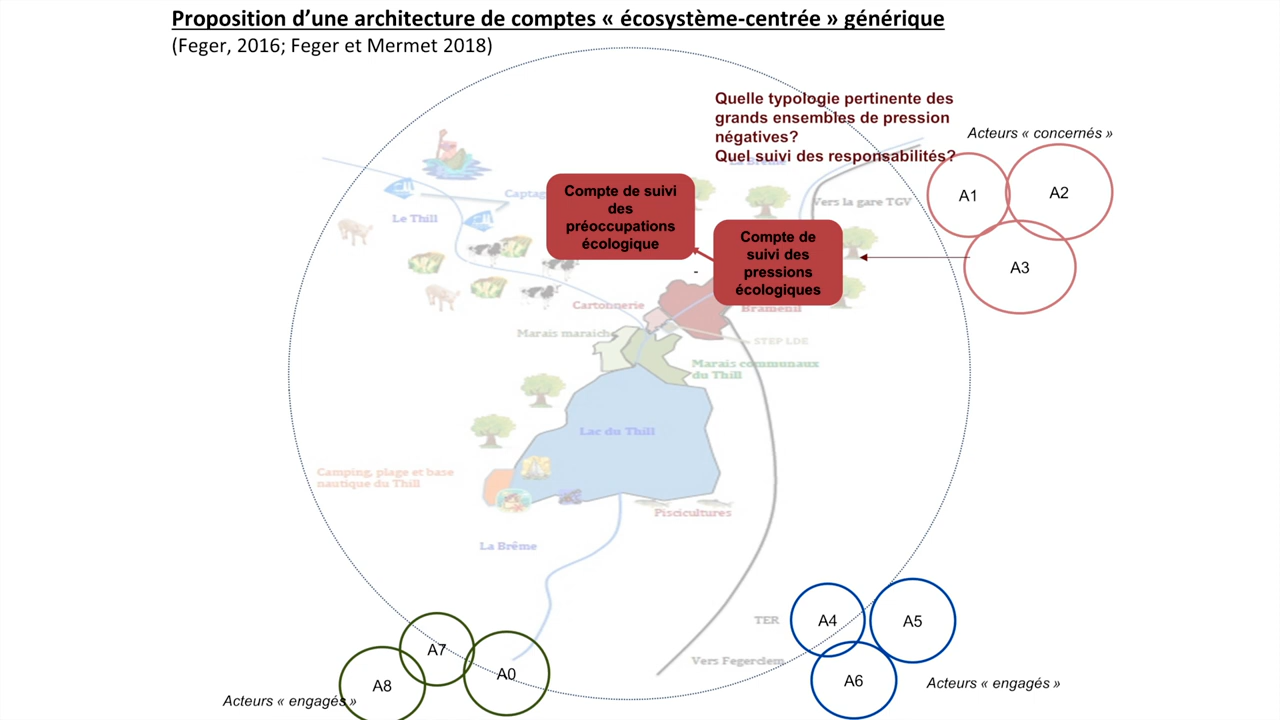 Proposition d’une architecture de comptes « écosystème-centrée » générique
(Feger, 2016; Feger et Mermet 2018)
Quelle typologie pertinente des
grands ensembles de pression
négatives?
Quel suivi des responsabilités?
Acteurs « concernés »
La Brême
A1
A2
A3
Compte de suivi
des
préoccupations
écologique
Compte de
suivi des
pressions
écologiques
-
Captag
Vers la gare TGV
Le Thill
Cartonnerie
Bramenil
Marais maraich
STEP LDE
Marais communaux
du Thill
Lac du Thill
Camping, plage et base
nautique du Thill
Piscicultures
La Brême
TER
Vers Fegerclem
A4
A5
A6
Acteurs « engagés »
A7
A8
A0
Acteurs « engagés »